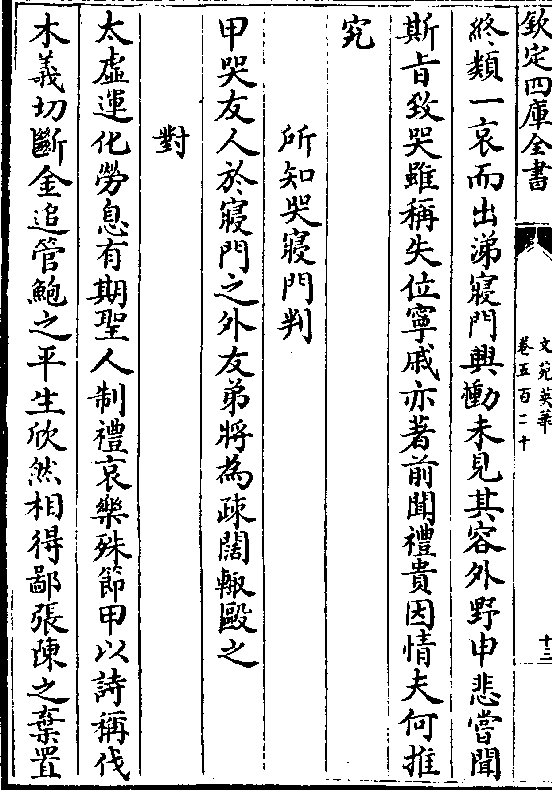 欽定四庫全書
文苑英華
卷五百二十
十三
終類一哀而出涕寢門興慟未見其容外野申悲嘗聞
斯旨致哭雖稱失位寧戚亦著前聞禮貴因情夫何推
究
所知哭寢門判
甲哭友人於寢門之外友弟將為疎闊輙毆之
對
太虛運化勞息有期聖人制禮哀樂殊節甲以詩稱伐
木義切斷金追管鮑之平生欣然相得鄙張陳之棄置